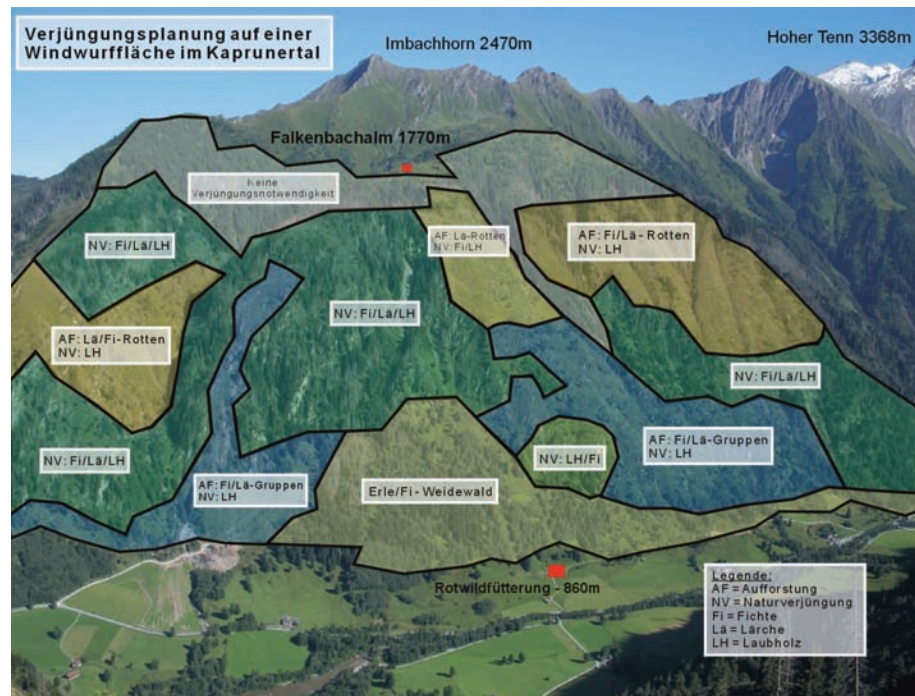 Verjüngungsplanung auf einer
Windwurffläche im Kaprunertal
Imbachhorn 2470m
Hoher Tenn 3368m
Falkenbachalm 1770m
Keine
Verjüngungsnotwendigkeit
NV: Fi/Lä/LH
AF: Lä-Rotten
NV: Fi/LH
AF: Fi/Lä-Rotten
NV: LH
NV: Fi/Lä/LH
AF: Lä/Fi-Rotten
NV: LH
NV: Fi/Lä/LH
NV: Fi/Lä/LH
AF: Fi/Lä-Gruppen
NV: LH
NV: LH/Fi
AF: Fi/Lä-Gruppen
NV: LH
Erle/Fi-Weidewald
Rotwildfütterung - 860m
Legende:
AF = Aufforstung
NV = Naturverjüngung
Fi = Fichte
Lä = Lärche
LH = Laubholz